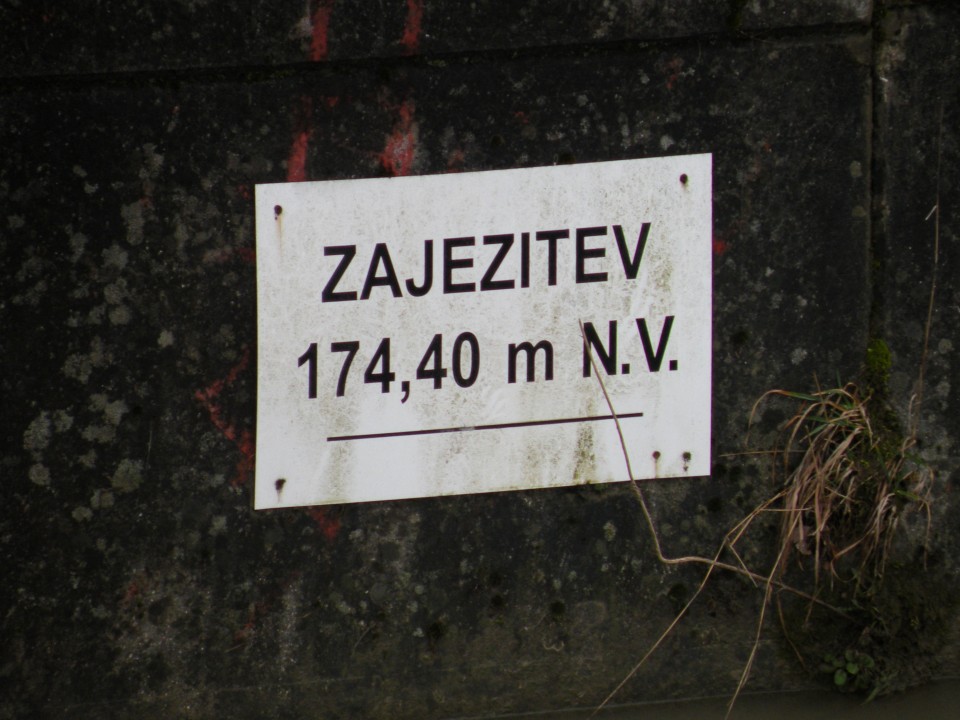 ZAJEZITEV
174,40 m N.V.